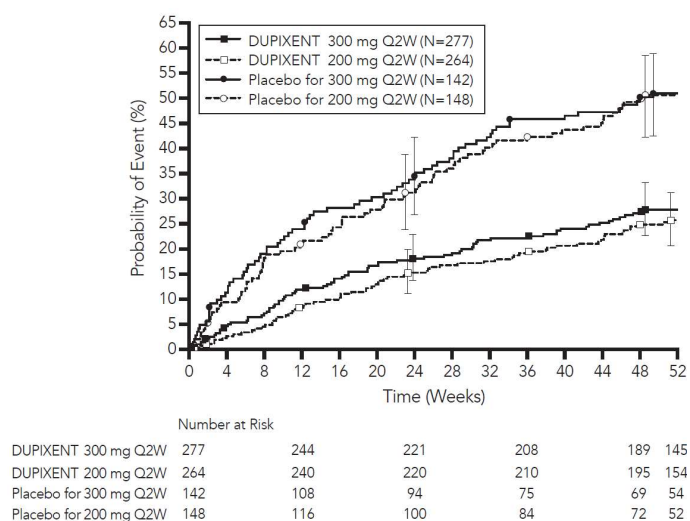 DUPIXENT 300 mg Q2W (N=277)
DUPIXENT 200 mg Q2W (N=264)
Placebo for 300 mg Q2W (N=142)
Placebo for 200 mg Q2W (N=148)
Probability of Event (%)
65
60
55
50
45
40
35
30
25
20
15
10
5
0
0 4 8 12 16 20 24 28 32 36 40 44 48 52
Time (Weeks)
Number at Risk
DUPIXENT 300 mg Q2W 277 244 221 208 189 145
DUPIXENT 200 mg Q2W 264 240 220 210 195 154
Placebo for 300 mg Q2W 142 108 94 75 69 54
Placebo for 200 mg Q2W 148 116 100 84 72 52